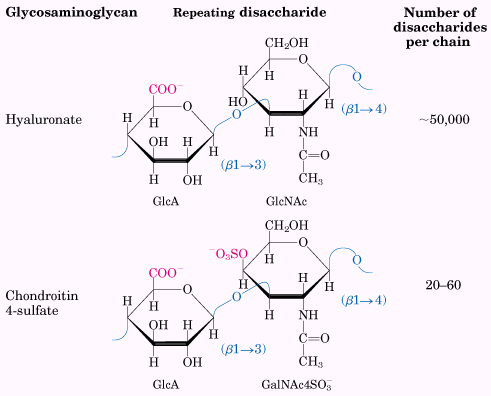 Glycosaminoglycan Repeating disaccharide Number of
disaccharides
per chain
CH₂OH
O
H
H
H
O
COO⁻
HO
H
H
O
O
(β1→4)
Hyaluronate
H
H
OH
H
H
H
NH
~50,000
(β1→3)
C=O
H
OH
CH₃
GlcA
GlcNAc
CH₂OH
⁻O₃SO
O
H
O
COO⁻
H
H
H
O
O
(β1→4)
20–60
Chondroitin
4-sulfate
H
H
OH
H
H
H
NH
(β1→3)
C=O
H
OH
CH₃
GlcA
GalNAc4SO₃⁻